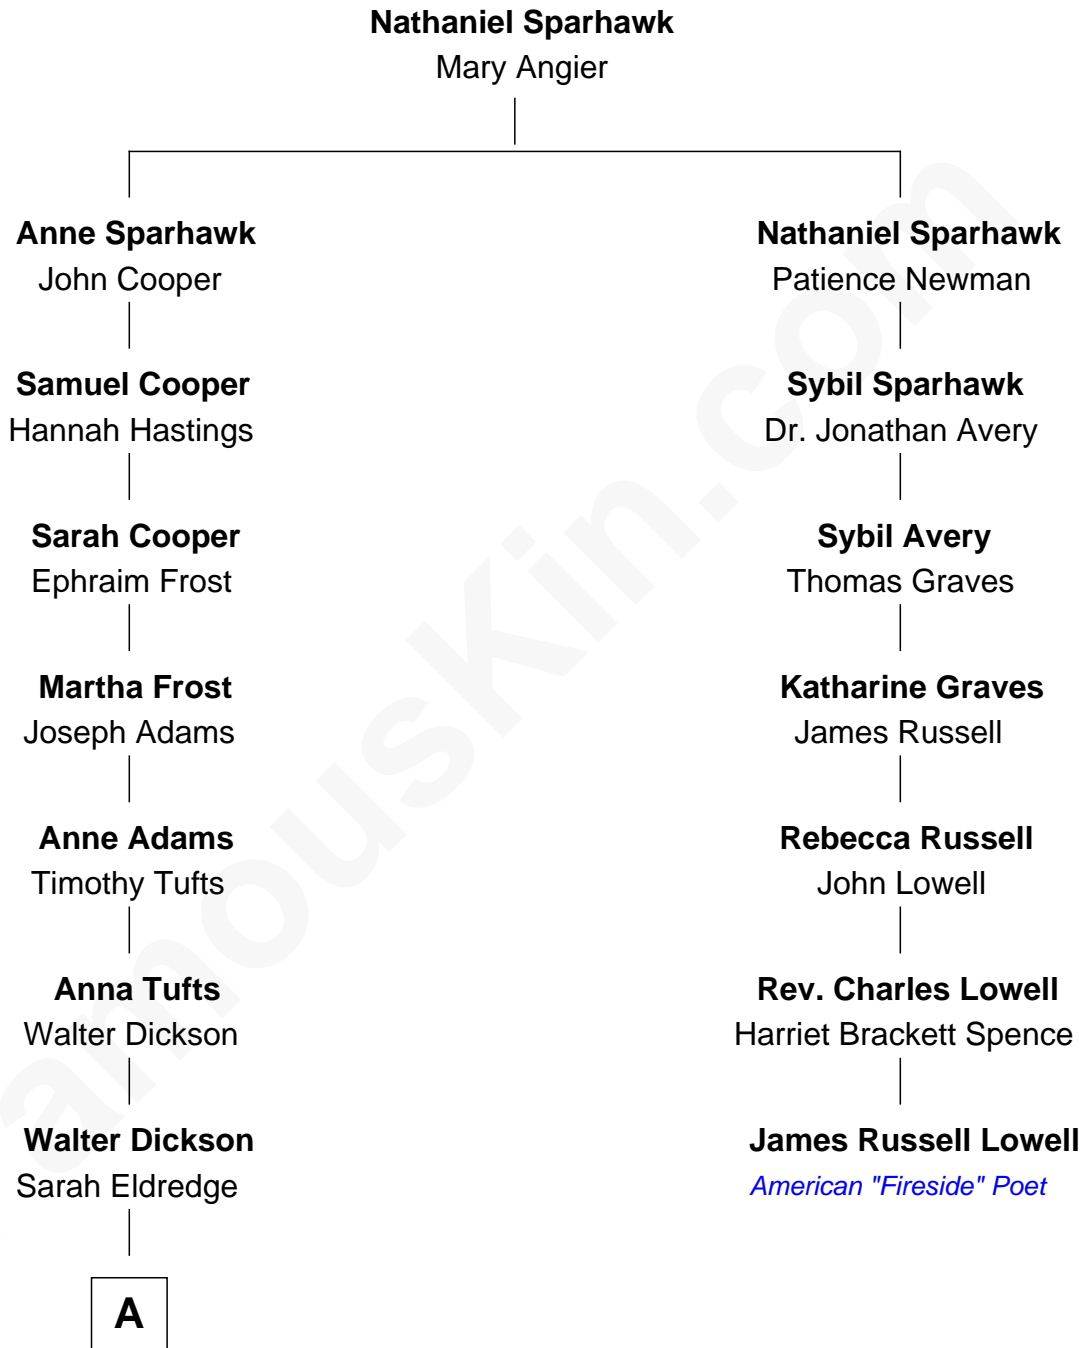 Nathaniel Sparhawk
Mary Angier
Anne Sparhawk
John Cooper
Nathaniel Sparhawk
Patience Newman
Samuel Cooper
Hannah Hastings
Sybil Sparhawk
Dr. Jonathan Avery
Sarah Cooper
Ephraim Frost
Sybil Avery
Thomas Graves
Martha Frost
Joseph Adams
Katharine Graves
James Russell
Anne Adams
Timothy Tufts
Rebecca Russell
John Lowell
Anna Tufts
Walter Dickson
Rev. Charles Lowell
Harriet Brackett Spence
Walter Dickson
Sarah Eldredge
James Russell Lowell
American "Fireside" Poet
A
amouskin.com